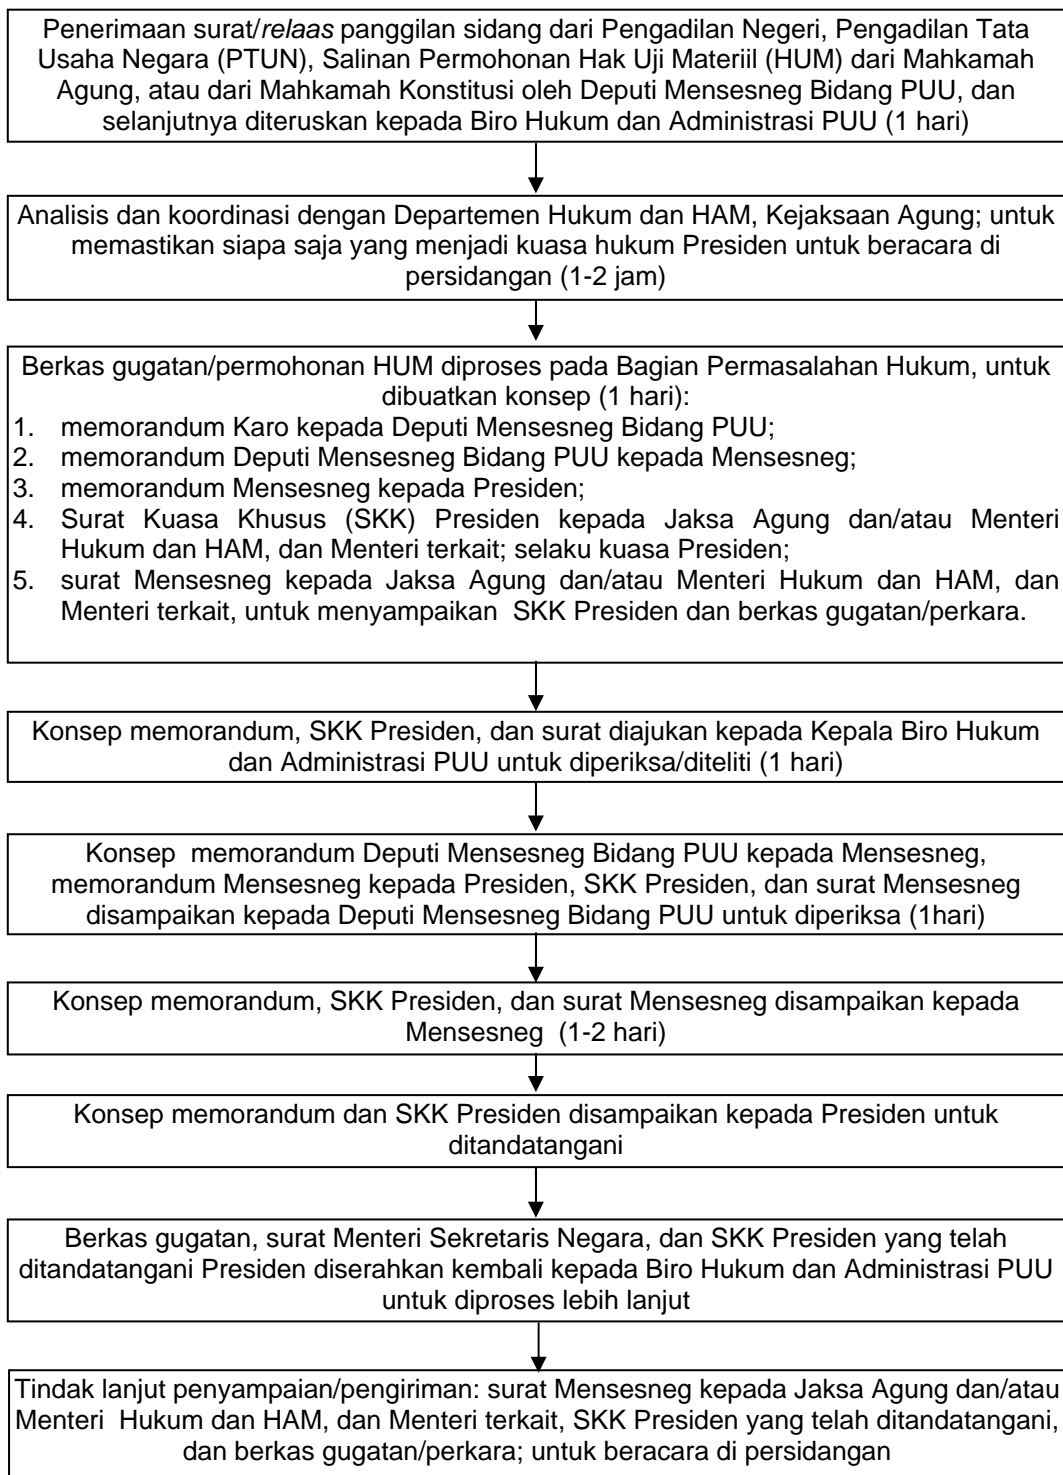 Penerimaan surat/relaas panggilan sidang dari Pengadilan Negeri, Pengadilan Tata
Usaha Negara (PTUN), Salinan Permohonan Hak Uji Materiil (HUM) dari Mahkamah
Agung, atau dari Mahkamah Konstitusi oleh Deputi Mensesneg Bidang PUU, dan
selanjutnya diteruskan kepada Biro Hukum dan Administrasi PUU (1 hari)
Analisis dan koordinasi dengan Departemen Hukum dan HAM, Kejaksaan Agung; untuk
memastikan siapa saja yang menjadi kuasa hukum Presiden untuk beracara di
persidangan (1-2 jam)
Berkas gugatan/permohonan HUM diproses pada Bagian Permasalahan Hukum, untuk
dibuatkan konsep (1 hari):
1. memorandum Karo kepada Deputi Mensesneg Bidang PUU;
2. memorandum Deputi Mensesneg Bidang PUU kepada Mensesneg;
3. memorandum Mensesneg kepada Presiden;
4. Surat Kuasa Khusus (SKK) Presiden kepada Jaksa Agung dan/atau Menteri
Hukum dan HAM, dan Menteri terkait; selaku kuasa Presiden;
5. surat Mensesneg kepada Jaksa Agung dan/atau Menteri Hukum dan HAM, dan
Menteri terkait, untuk menyampaikan SKK Presiden dan berkas gugatan/perkara.
Konsep memorandum, SKK Presiden, dan surat diajukan kepada Kepala Biro Hukum
dan Administrasi PUU untuk diperiksa/diteliti (1 hari)
Konsep memorandum Deputi Mensesneg Bidang PUU kepada Mensesneg,
memorandum Mensesneg kepada Presiden, SKK Presiden, dan surat Mensesneg
disampaikan kepada Deputi Mensesneg Bidang PUU untuk diperiksa (1hari)
Konsep memorandum, SKK Presiden, dan surat Mensesneg disampaikan kepada
Mensesneg (1-2 hari)
Konsep memorandum dan SKK Presiden disampaikan kepada Presiden untuk
ditandatangani
Berkas gugatan, surat Menteri Sekretaris Negara, dan SKK Presiden yang telah
ditandatangani Presiden diserahkan kembali kepada Biro Hukum dan Administrasi PUU
untuk diproses lebih lanjut
Tindak lanjut penyampaian/pengiriman: surat Mensesneg kepada Jaksa Agung dan/atau
Menteri Hukum dan HAM, dan Menteri terkait, SKK Presiden yang telah ditandatangani,
dan berkas gugatan/perkara; untuk beracara di persidangan